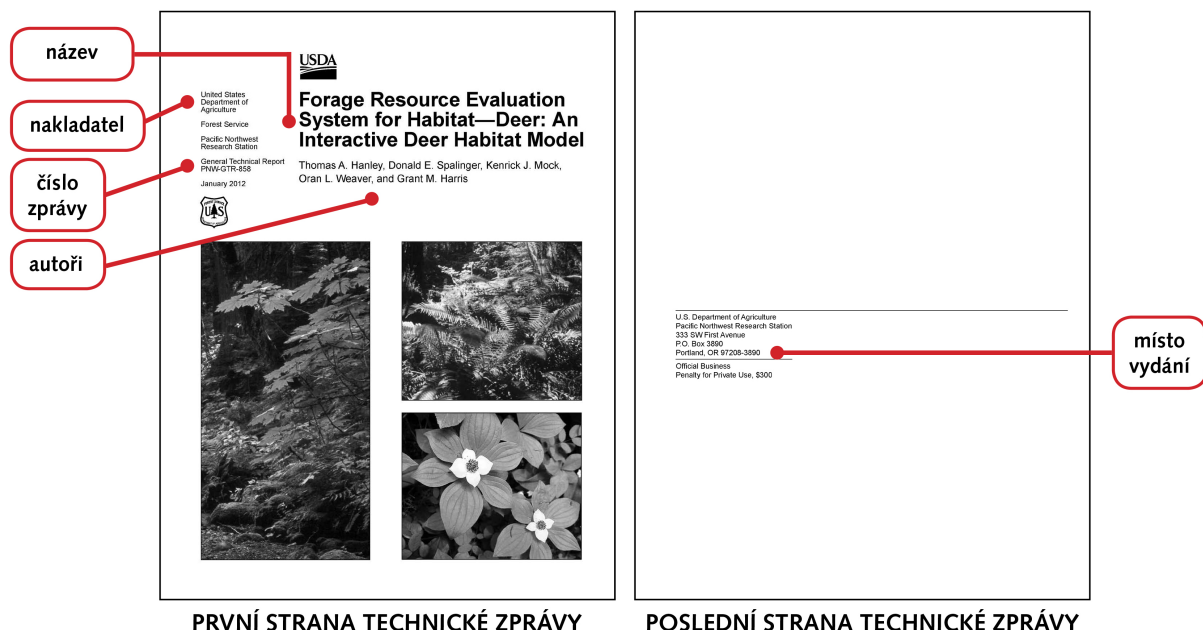 název
nakladatel
číslo
zprávy
autoři
USDA
United States
Department of
Agriculture
Forest Service
Pacific Northwest
Research Station
General Technical Report
PNW-GTR-858
January 2012
Forage Resource Evaluation
System for Habitat—Deer: An
Interactive Deer Habitat Model
Thomas A. Hanley, Donald E. Spalinger, Kenrick J. Mock,
Oran L. Weaver, and Grant M. Harris
U S
PRVNÍ STRANA TECHNICKÉ ZPRÁVY
U.S. Department of Agriculture
Pacific Northwest Research Station
333 SW First Avenue
P.O. Box 3890
Portland, OR 97208-3890
Official Business
Penalty for Private Use, $300
místo
vydání
POSLEDNÍ STRANA TECHNICKÉ ZPRÁVY